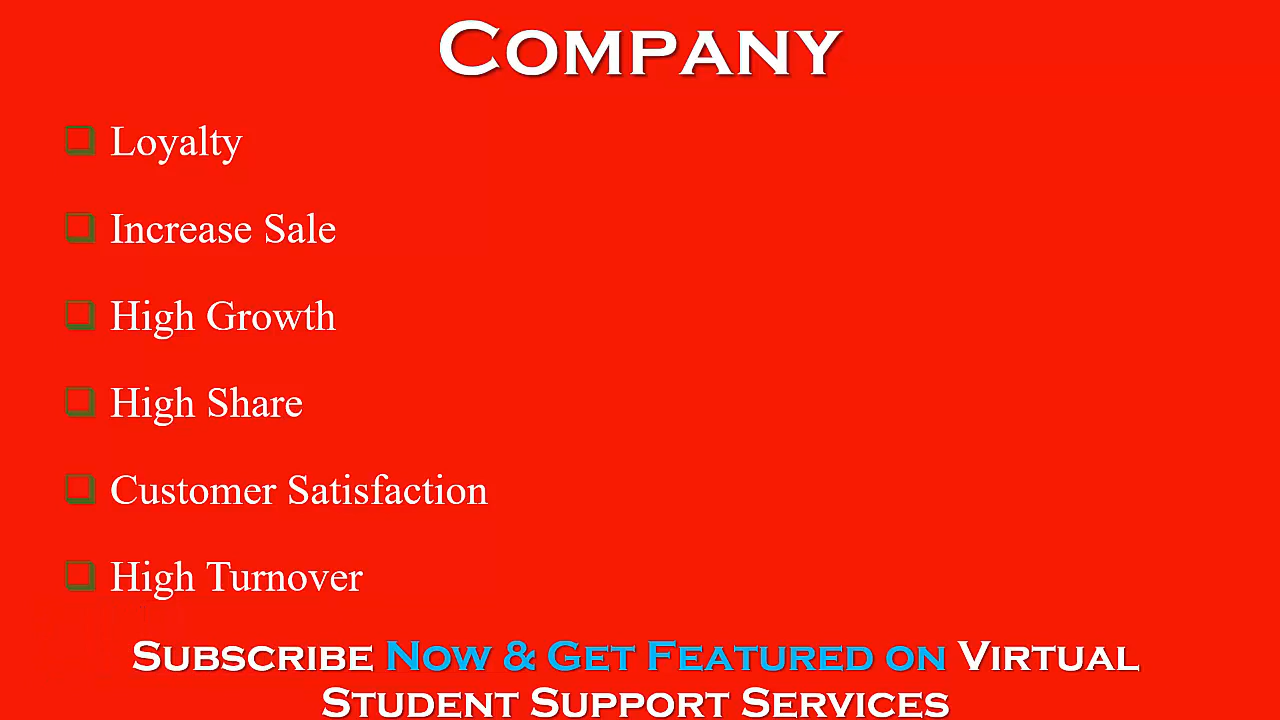 Company
Loyalty
Increase Sale
High Growth
High Share
Customer Satisfaction
High Turnover
Subscribe Now & Get Featured on Virtual
Student Support Services